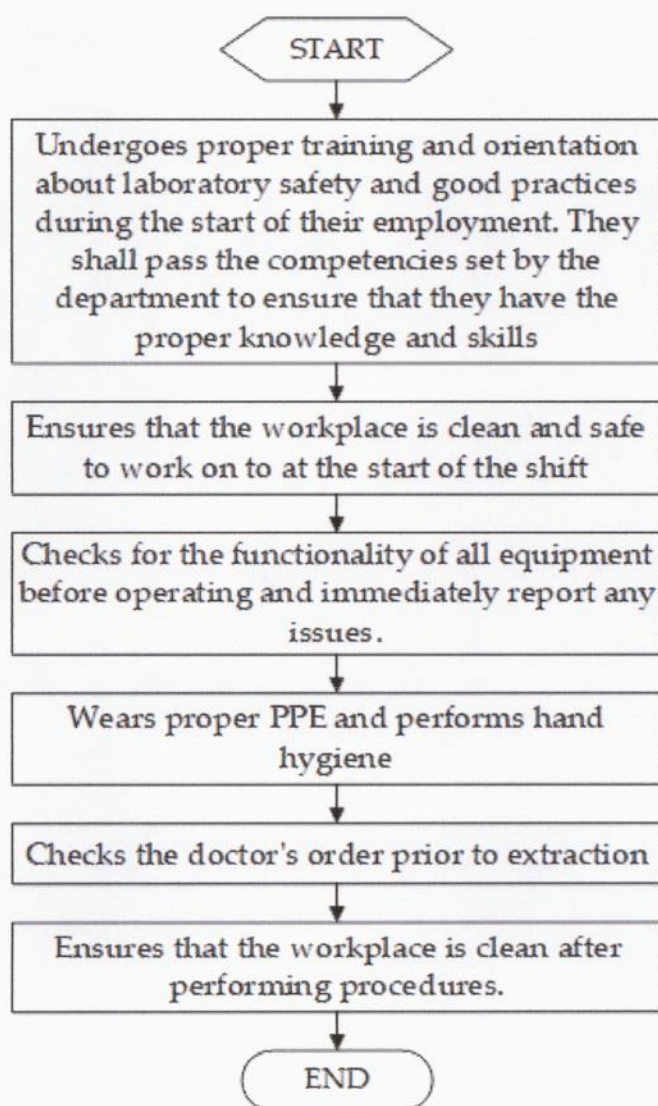 START
Undergoes proper training and orientation
about laboratory safety and good practices
during the start of their employment. They
shall pass the competencies set by the
department to ensure that they have the
proper knowledge and skills
Ensures that the workplace is clean and safe
to work on to at the start of the shift
Checks for the functionality of all equipment
before operating and immediately report any
issues.
Wears proper PPE and performs hand
hygiene
Checks the doctor's order prior to extraction
Ensures that the workplace is clean after
performing procedures.
END